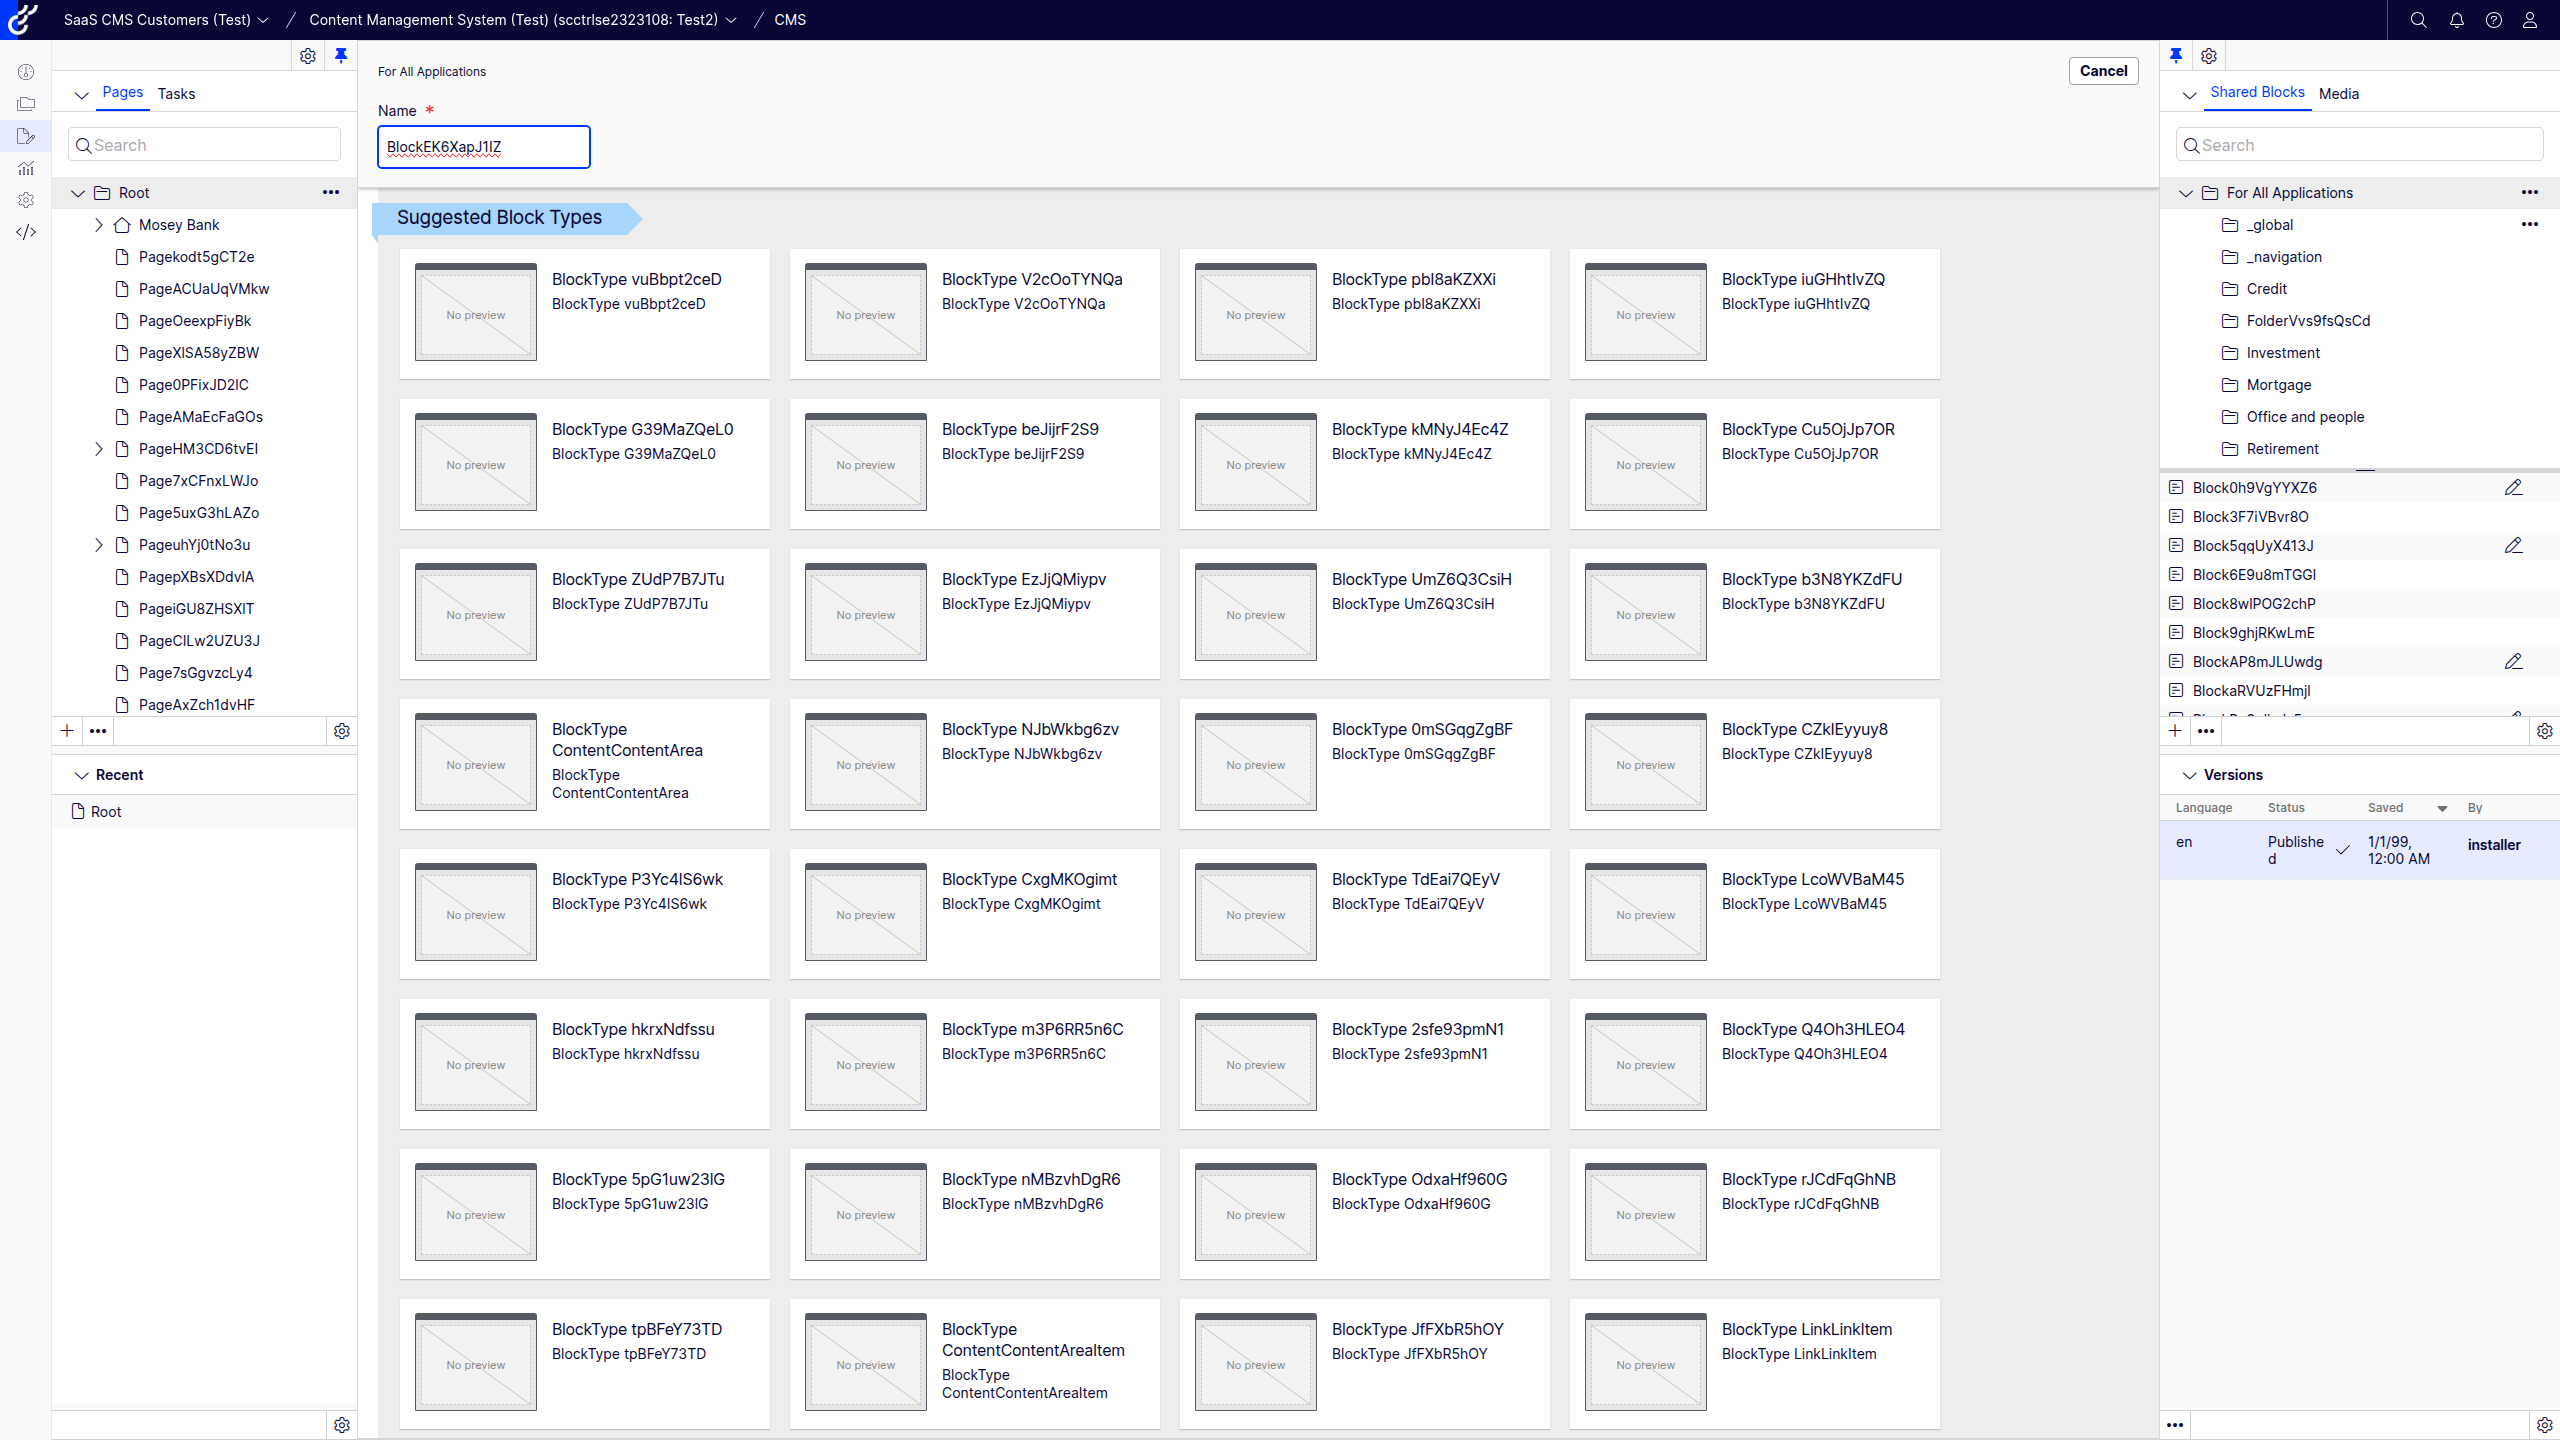 SaaS CMS Customers (Test)
Content Management System (Test) (scctrlse2323108: Test2)
CMS
Pages
Tasks
Search
Root
Mosey Bank
Pagekodt5gCT2e
PageACUaUqVMkw
PageOeexpFiyBk
PageXlSA58yZBW
Page0PFixJD2lC
PageAMaEcFaGOs
PageHM3CD6tvEl
Page7xCFnxLWJo
Page5uxG3hLAZo
PageuhYj0tNo3u
PagepXBsXDdvlA
PageiGU8ZHSXlT
PageClLw2UZU3J
Page7sGgvzcLy4
PageAxZch1dvHF
Recent
Root
For All Applications
Cancel
Name *
BlockEK6XapJ1lZ
Suggested Block Types
No preview
BlockType vuBbpt2ceD
BlockType vuBbpt2ceD
No preview
BlockType V2cOoTYNQa
BlockType V2cOoTYNQa
No preview
BlockType pbl8aKZXXi
BlockType pbl8aKZXXi
No preview
BlockType iuGHhtIvZQ
BlockType iuGHhtIvZQ
No preview
BlockType G39MaZQeL0
BlockType G39MaZQeL0
No preview
BlockType beJijrF2S9
BlockType beJijrF2S9
No preview
BlockType kMNyJ4Ec4Z
BlockType kMNyJ4Ec4Z
No preview
BlockType Cu5OjJp7OR
BlockType Cu5OjJp7OR
No preview
BlockType ZUdP7B7JTu
BlockType ZUdP7B7JTu
No preview
BlockType EzJjQMiypv
BlockType EzJjQMiypv
No preview
BlockType UmZ6Q3CsiH
BlockType UmZ6Q3CsiH
No preview
BlockType b3N8YKZdFU
BlockType b3N8YKZdFU
No preview
BlockType
ContentContentArea
BlockType
ContentContentArea
No preview
BlockType NJbWkbg6zv
BlockType NJbWkbg6zv
No preview
BlockType 0mSGqgZgBF
BlockType 0mSGqgZgBF
No preview
BlockType CZklEyyuy8
BlockType CZklEyyuy8
No preview
BlockType P3Yc4IS6wk
BlockType P3Yc4IS6wk
No preview
BlockType CxgMKOgimt
BlockType CxgMKOgimt
No preview
BlockType TdEai7QEyV
BlockType TdEai7QEyV
No preview
BlockType LcoWVBaM45
BlockType LcoWVBaM45
No preview
BlockType hkrxNdfssu
BlockType hkrxNdfssu
No preview
BlockType m3P6RR5n6C
BlockType m3P6RR5n6C
No preview
BlockType 2sfe93pmN1
BlockType 2sfe93pmN1
No preview
BlockType Q4Oh3HLEO4
BlockType Q4Oh3HLEO4
No preview
BlockType 5pG1uw23lG
BlockType 5pG1uw23lG
No preview
BlockType nMBzvhDgR6
BlockType nMBzvhDgR6
No preview
BlockType OdxaHf960G
BlockType OdxaHf960G
No preview
BlockType rJCdFqGhNB
BlockType rJCdFqGhNB
No preview
BlockType tpBFeY73TD
BlockType tpBFeY73TD
No preview
BlockType
ContentContentAreaItem
BlockType
ContentContentAreaItem
No preview
BlockType JfFXbR5hOY
BlockType JfFXbR5hOY
No preview
BlockType LinkLinkItem
BlockType LinkLinkItem
Shared Blocks
Media
Search
For All Applications
_global
_navigation
Credit
FolderVvs9fsQsCd
Investment
Mortgage
Office and people
Retirement
Block0h9VgYYXZ6
Block3F7iVBvr8O
Block5qqUyX413J
Block6E9u8mTGGl
Block8wlPOG2chP
Block9ghjRKwLmE
BlockAP8mJLUwdg
BlockaRVUzFHmjl
Versions
Language Status Saved By
en
Publishe
d
1/1/99,
12:00 AM
installer